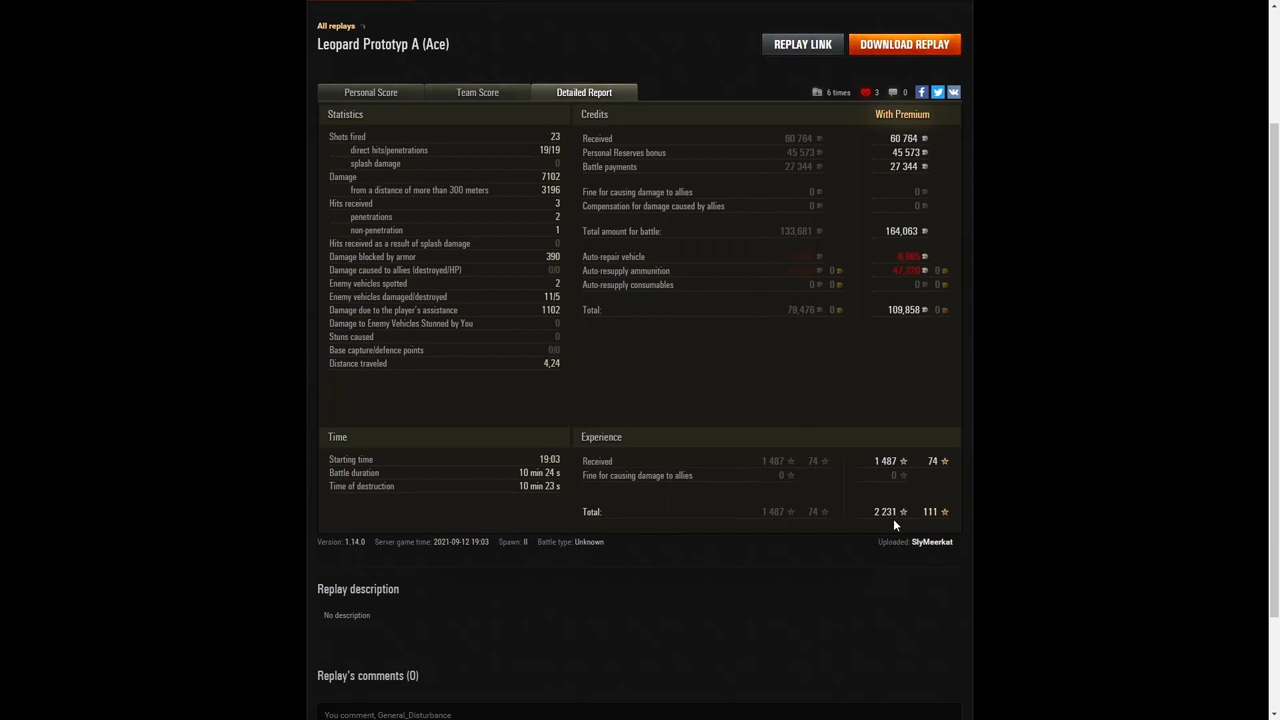 All replays
Leopard Prototyp A (Ace)
REPLAY LINK
DOWNLOAD REPLAY
Personal Score
Team Score
Detailed Report
6 times
3
0
Statistics
Shots fired 23
direct hits/penetrations 19/19
splash damage 0
Damage 7102
from a distance of more than 300 meters 3196
Hits received 3
penetrations 2
non-penetration 1
Hits received as a result of splash damage 0
Damage blocked by armor 390
Damage caused to allies (destroyed/HP) 0/0
Enemy vehicles spotted 2
Enemy vehicles damaged/destroyed 11/5
Damage due to the player's assistance 1102
Damage to Enemy Vehicles Stunned by You 0
Stuns caused 0
Base capture/defence points 0/0
Distance traveled 4,24
Credits With Premium
Received 60 764 60 764
Personal Reserves bonus 45 573 45 573
Battle payments 27 344 27 344
Fine for causing damage to allies 0 0
Compensation for damage caused by allies 0 0
Total amount for battle: 133,681 164,063
Auto-repair vehicle
Auto-resupply ammunition 0 0
Auto-resupply consumables 0 0 0 0
Total: 79,476 0 109,858 0
Time
Starting time 19:03
Battle duration 10 min 24 s
Time of destruction 10 min 23 s
Experience
Received 1 487 74 1 487 74
Fine for causing damage to allies 0 0
Total: 1 487 74 2 231 111
Version: 1.14.0 Server game time: 2021-09-12 19:03 Spawn: II Battle type: Unknown
Uploaded: SlyMeerkat
Replay description
No description
Replay's comments (0)
You comment, General_Disturbance